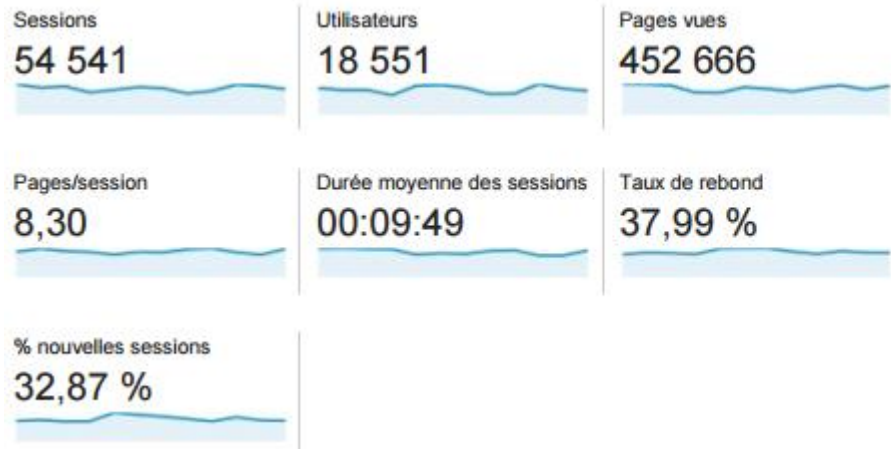 Sessions
54 541
Utilisateurs
18 551
Pages vues
452 666
Pages/session
8,30
Durée moyenne des sessions
00:09:49
Taux de rebond
37,99 %
% nouvelles sessions
32,87 %